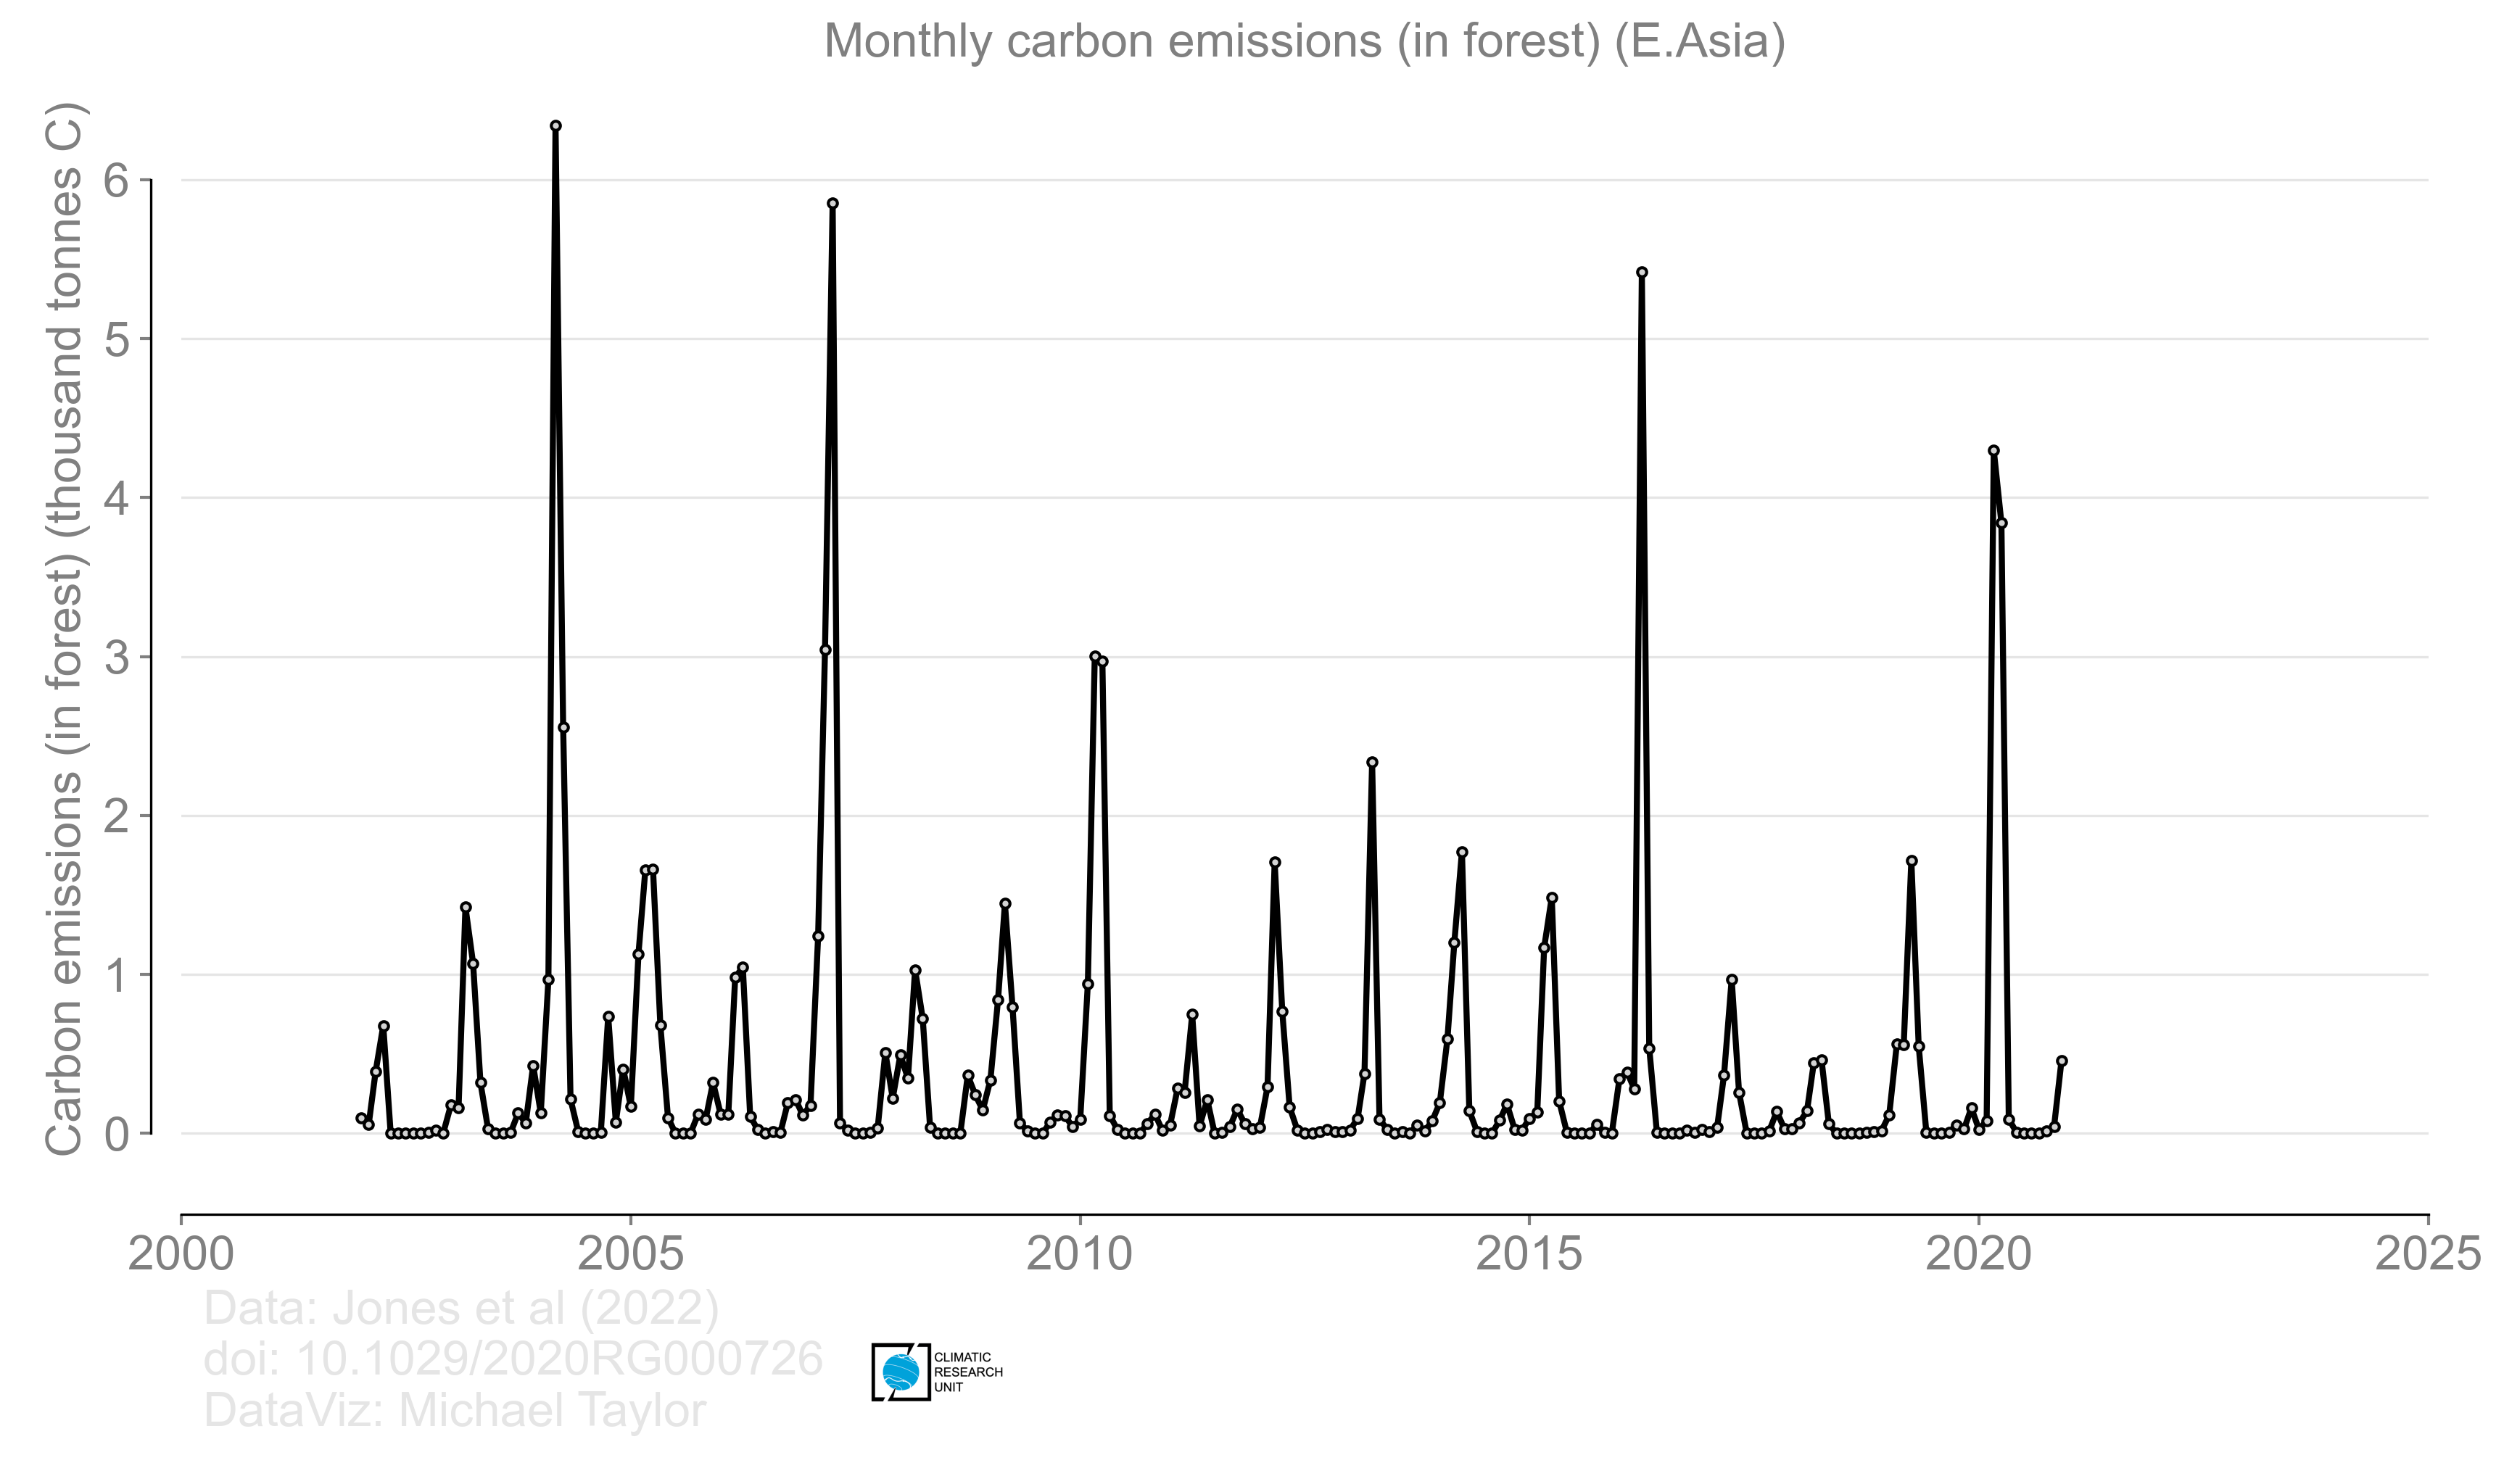 Monthly carbon emissions (in forest) (E.Asia)
Carbon emissions (in forest) (thousand tonnes C)
6
5
4
3
2
1
0
2000
2005
2010
2015
2020
2025
Data: Jones et al (2022)
doi: 10.1029/2020RG000726
DataViz: Michael Taylor
CLIMATIC
RESEARCH
UNIT